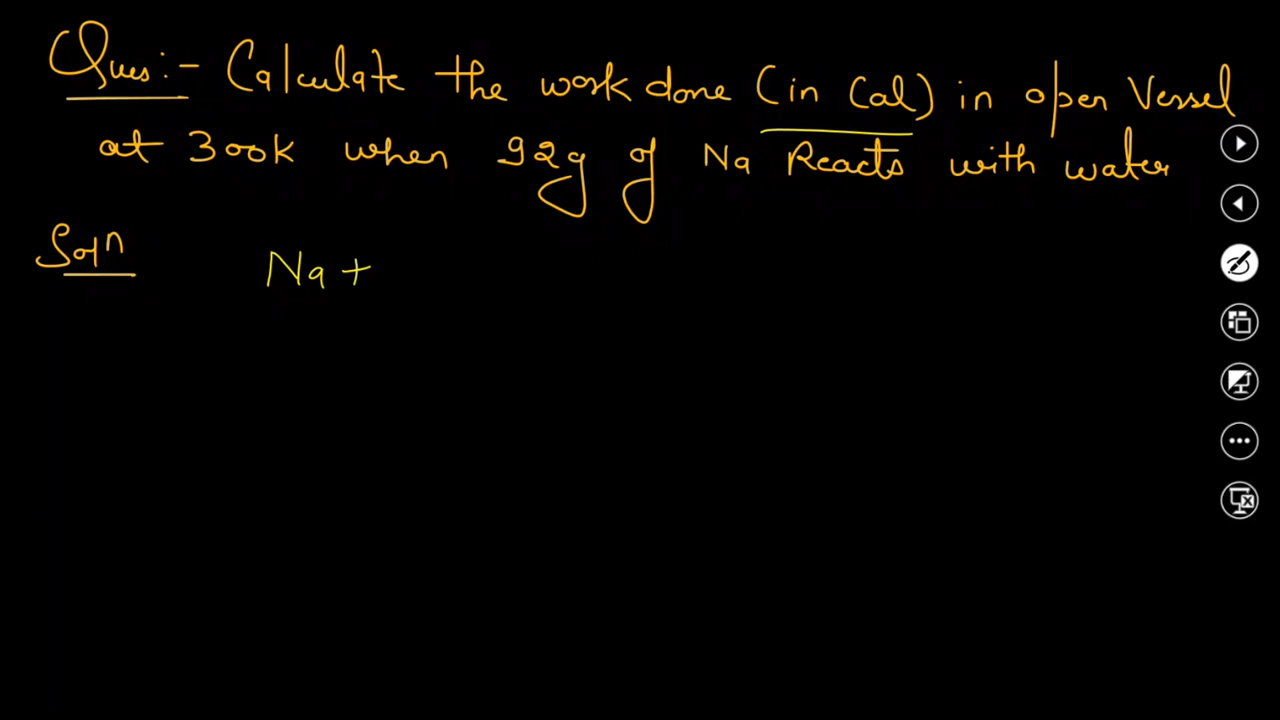 Ques:- Calculate the work done (in Cal) in open Vessel
at 300K when 92g of Na Reacts with water
Soln
Na +